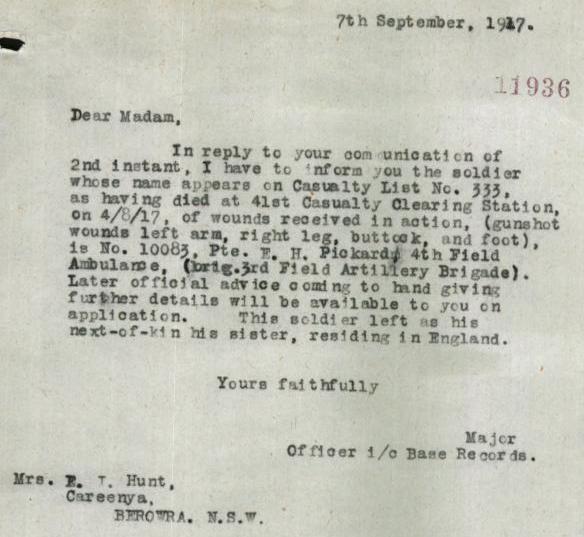 7th September, 1917.
11936
Dear Madam,
In reply to your communication of
2nd instant, I have to inform you the soldier
whose name appears on Casualty List No. 333,
as having died at 41st Casualty Clearing Station,
on 4/8/17, of wounds received in action, (gunshot
wounds left arm, right leg, buttock, and foot),
is No. 10083, Pte. E. H. Pickard, 4th Field
Ambulance, (brig.3rd Field Artillery Brigade).
Later official advice coming to hand giving
further details will be available to you on
application. This soldier left as his
next-of-kin his sister, residing in England.
Yours faithfully
Major
Officer i/c Base Records.
Mrs. E. I. Hunt,
Careenya,
BEROWRA. N.S.W.